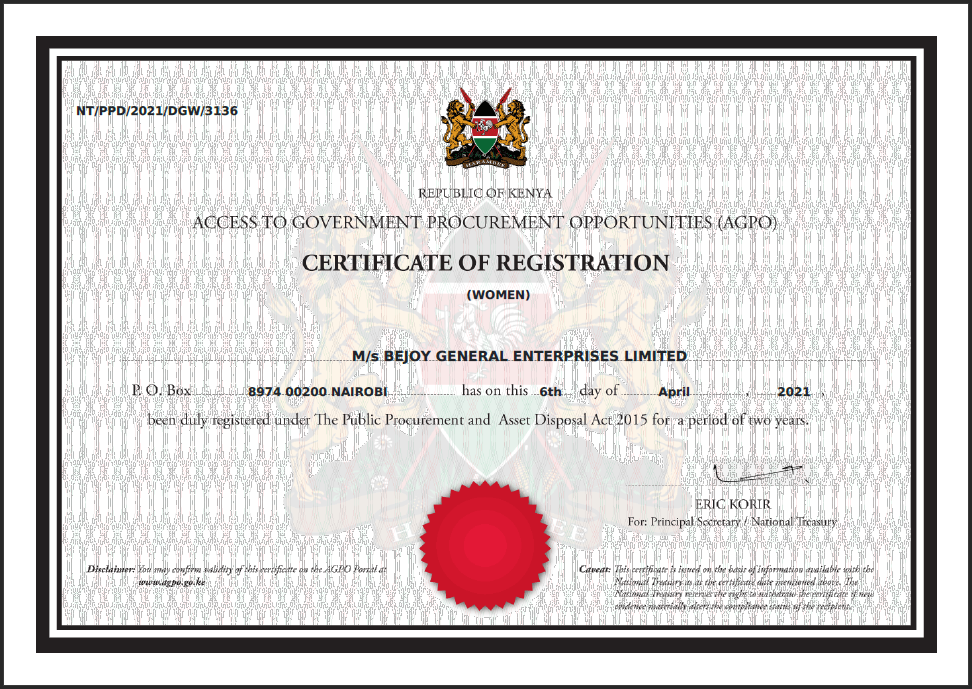 NT/PPD/2021/DGW/3136
HARAMBEE
REPUBLIC OF KENYA
ACCESS TO GOVERNMENT PROCUREMENT OPPORTUNITIES (AGPO)
CERTIFICATE OF REGISTRATION
(WOMEN)
M/s BEJOY GENERAL ENTERPRISES LIMITED
P. O. Box 8974 00200 NAIROBI has on this 6th day of April , 2021 ,
been duly registered under The Public Procurement and Asset Disposal Act 2015 for a period of two years.
ERIC KORIR
For: Principal Secretary / National Treasury
Disclaimer: You may confirm validity of this certificate on the AGPO Portal at
www.agpo.go.ke
Caveat: This certificate is issued on the basis of information available with the
National Treasury as at the certificate date mentioned above. The
National Treasury reserves the right to withdraw the certificate if new
evidence materially alters the compliance status of the recipient.